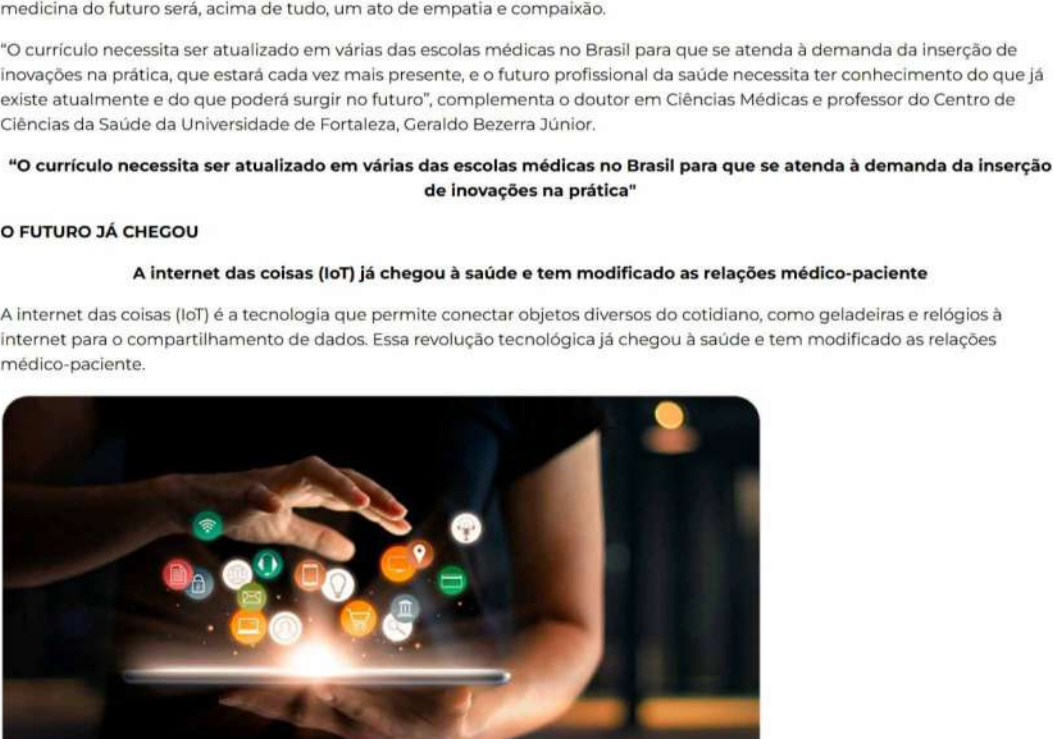 medicina do futuro será, acima de tudo, um ato de empatia e compaixão.
“O currículo necessita ser atualizado em várias das escolas médicas no Brasil para que se atenda à demanda da inserção de
inovações na prática, que estará cada vez mais presente, e o futuro profissional da saúde necessita ter conhecimento do que já
existe atualmente e do que poderá surgir no futuro”, complementa o doutor em Ciências Médicas e professor do Centro de
Ciências da Saúde da Universidade de Fortaleza, Geraldo Bezerra Júnior.
“O currículo necessita ser atualizado em várias das escolas médicas no Brasil para que se atenda à demanda da inserção
de inovações na prática"
O FUTURO JÁ CHEGOU
A internet das coisas (IoT) já chegou à saúde e tem modificado as relações médico-paciente
A internet das coisas (IoT) é a tecnologia que permite conectar objetos diversos do cotidiano, como geladeiras e relógios à
internet para o compartilhamento de dados. Essa revolução tecnológica já chegou à saúde e tem modificado as relações
médico-paciente.